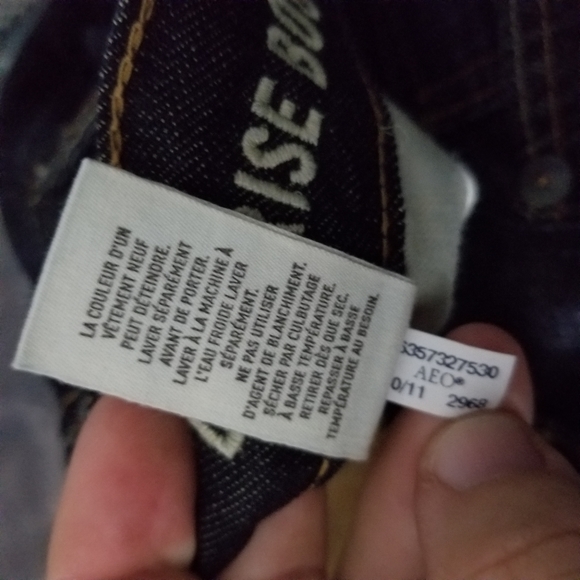 RISE BOO
LA COULEUR D'UN
VÊTEMENT NEUF
PEUT DÉTEINDRE.
LAVER SÉPARÉMENT
AVANT DE PORTER.
LAVER À LA MACHINE À
L'EAU FROIDE LAVER
SÉPARÉMENT.
NE PAS UTILISER
D'AGENT DE BLANCHIMENT.
SÉCHER PAR CULBUTAGE
À BASSE TEMPÉRATURE.
RETIRER DÈS QUE SEC.
REPASSER À BASSE
TEMPÉRATURE AU BESOIN.
6357327530
AEO®
0/11 2968